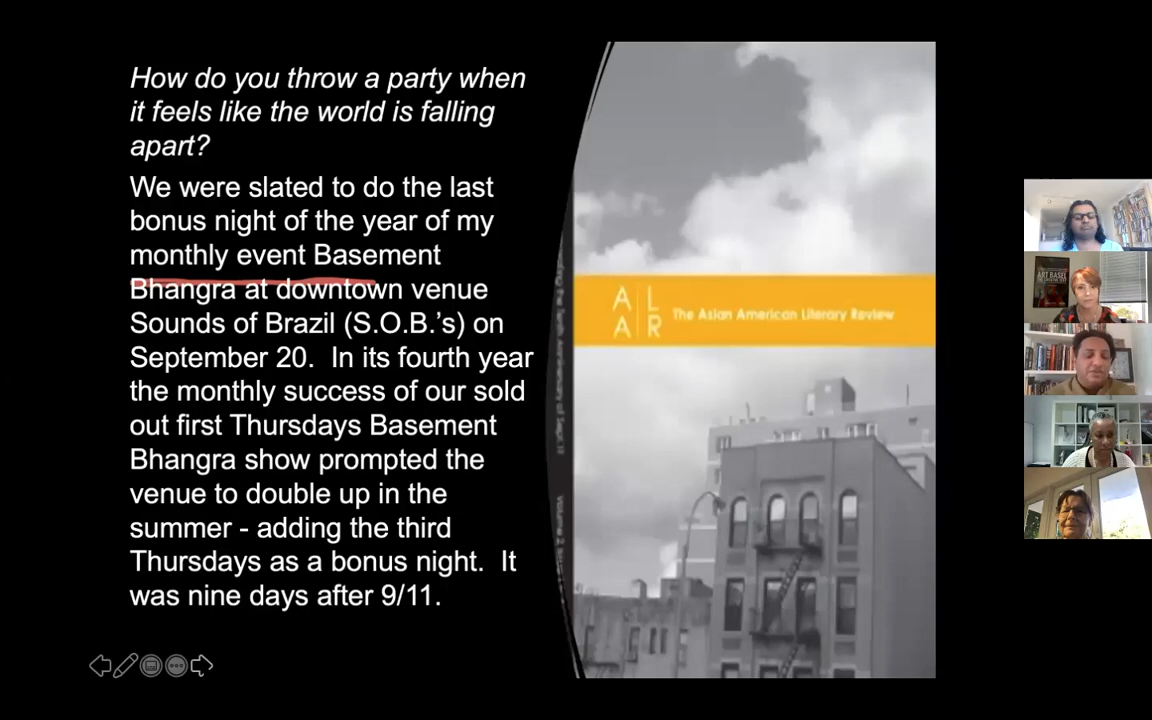 How do you throw a party when
it feels like the world is falling
apart?
We were slated to do the last
bonus night of the year of my
monthly event Basement
Bhangra at downtown venue
Sounds of Brazil (S.O.B.’s) on
September 20.  In its fourth year
the monthly success of our sold
out first Thursdays Basement
Bhangra show prompted the
venue to double up in the
summer - adding the third
Thursdays as a bonus night.  It
was nine days after 9/11.
A L
A R
The Asian American Literary Review
ART BASEL